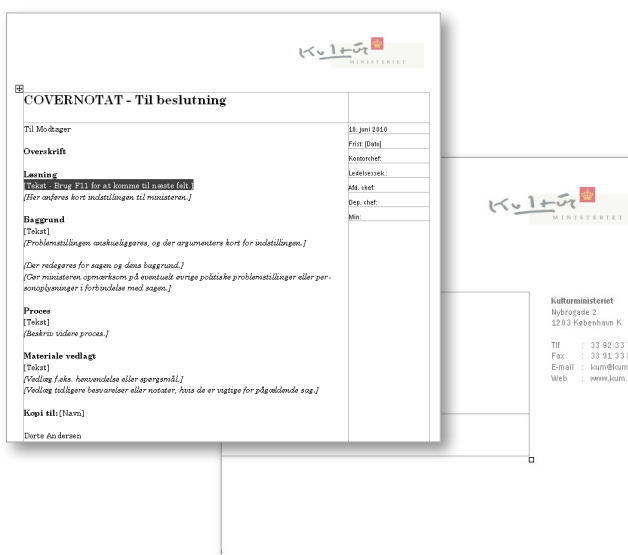 Kultur
MINISTERIET
COVERNOTAT - Til beslutning
Til Modtager
Overskrift
Løsning
[Tekst - Brug F11 for at komme til næste felt.]
[Her anføres kort indstillingen til ministeren.]
Baggrund
[Tekst]
[Problemstillingen anskueliggøres, og der argumenters kort for indstillingen.]
[Der redegøres for sagen og dens baggrund.]
[Gør ministeren opmærksom på eventuelt øvrige politiske problemstillinger eller per-
sonoplysninger i forbindelse med sagen.]
Proces
[Tekst]
[Beskriv videre proces.]
Materiale vedlagt
[Tekst]
[Vedlæg f.eks. henvendelse eller spørgsmål.]
[Vedlæg tidligere besvarelser eller notater, hvis de er vigtige for pågældende sag.]
Kopi til: [Navn]
Dorte Andersen
10. juni 2010
Frist: [Dato]
Kontorchef:
Ledelsessek.:
Afd. chef:
Dep. chef:
Min:
Kultur
MINISTERIET
Kulturministeriet
Nybrogade 2
1203 København K
Tlf : 33 92 33
Fax : 33 91 33
E-mail : kum@kum
Web : www.kum.